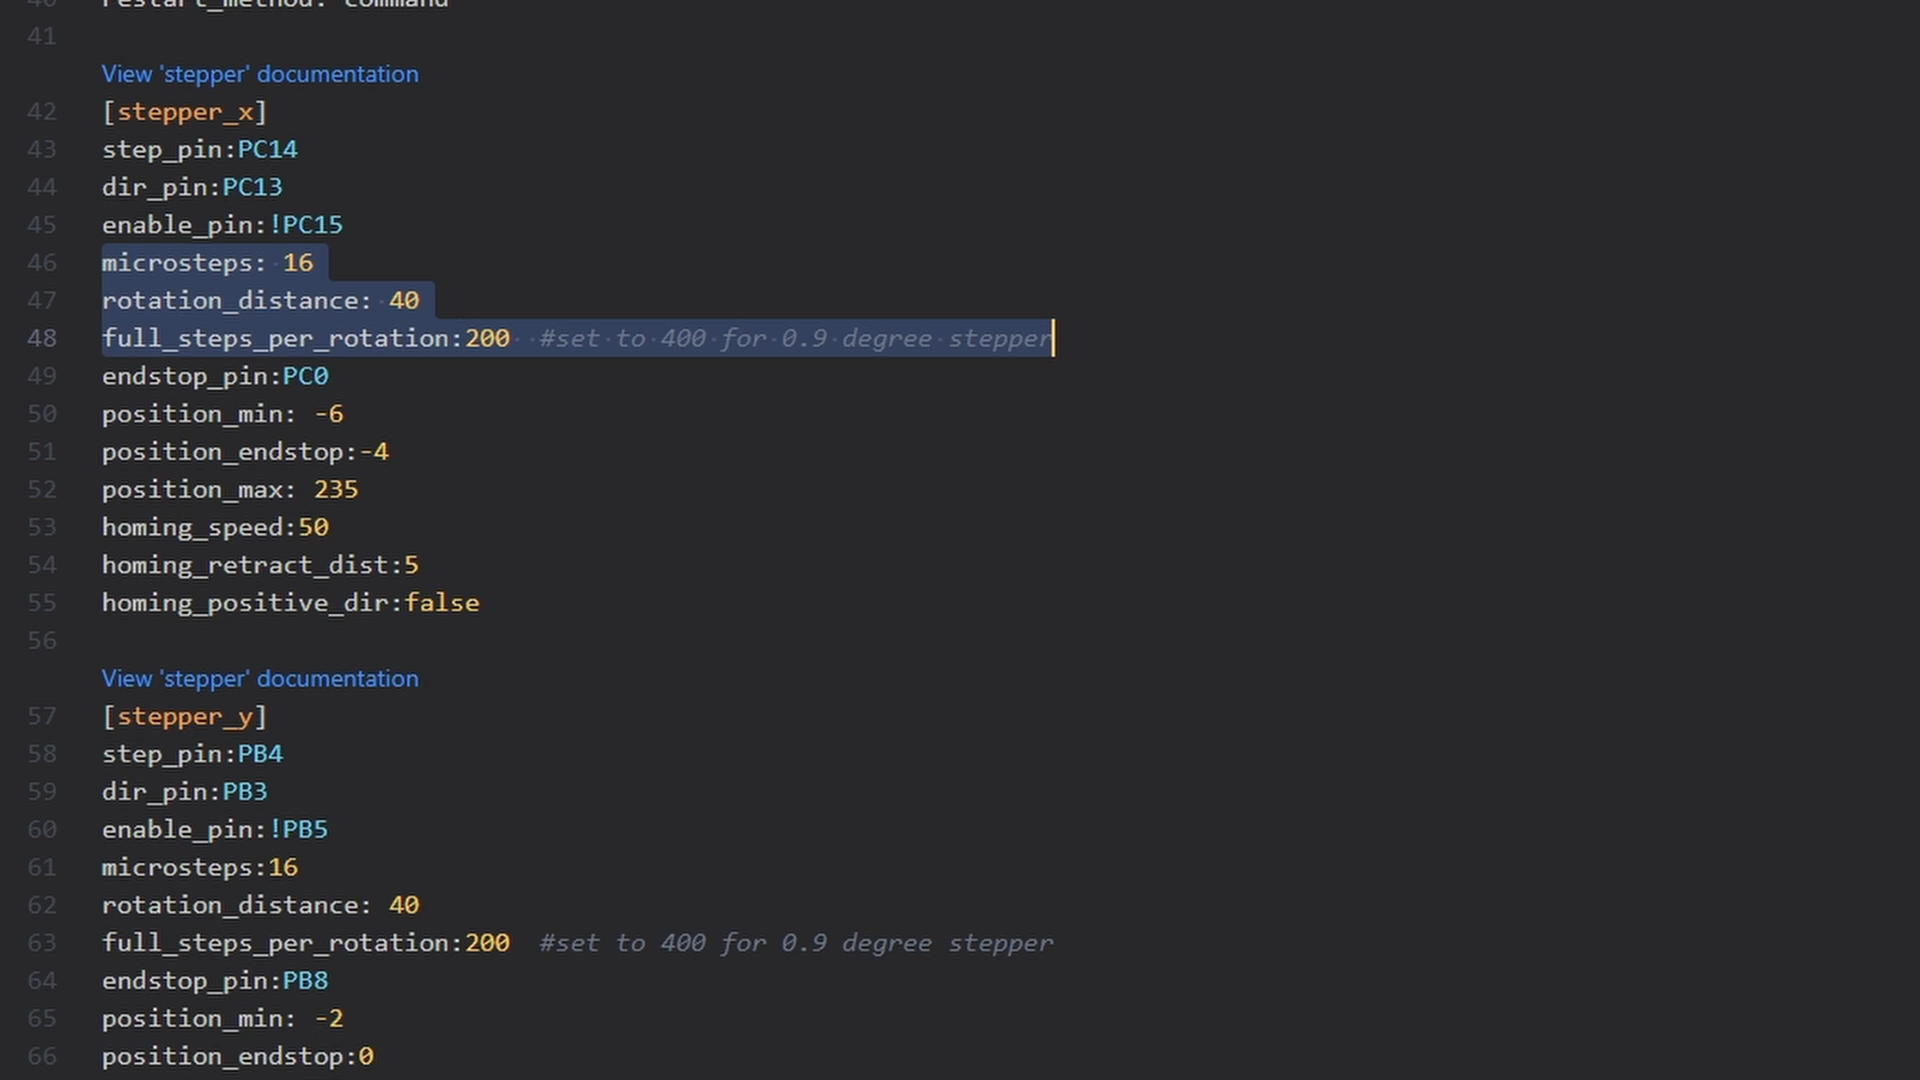 40 restart_method: command
41
View 'stepper' documentation
42 [stepper_x]
43 step_pin:PC14
44 dir_pin:PC13
45 enable_pin:!PC15
46 microsteps: 16
47 rotation_distance: 40
48 full_steps_per_rotation:200  #set to 400 for 0.9 degree stepper
49 endstop_pin:PC0
50 position_min: -6
51 position_endstop:-4
52 position_max: 235
53 homing_speed:50
54 homing_retract_dist:5
55 homing_positive_dir:false
56
View 'stepper' documentation
57 [stepper_y]
58 step_pin:PB4
59 dir_pin:PB3
60 enable_pin:!PB5
61 microsteps:16
62 rotation_distance: 40
63 full_steps_per_rotation:200  #set to 400 for 0.9 degree stepper
64 endstop_pin:PB8
65 position_min: -2
66 position_endstop:0